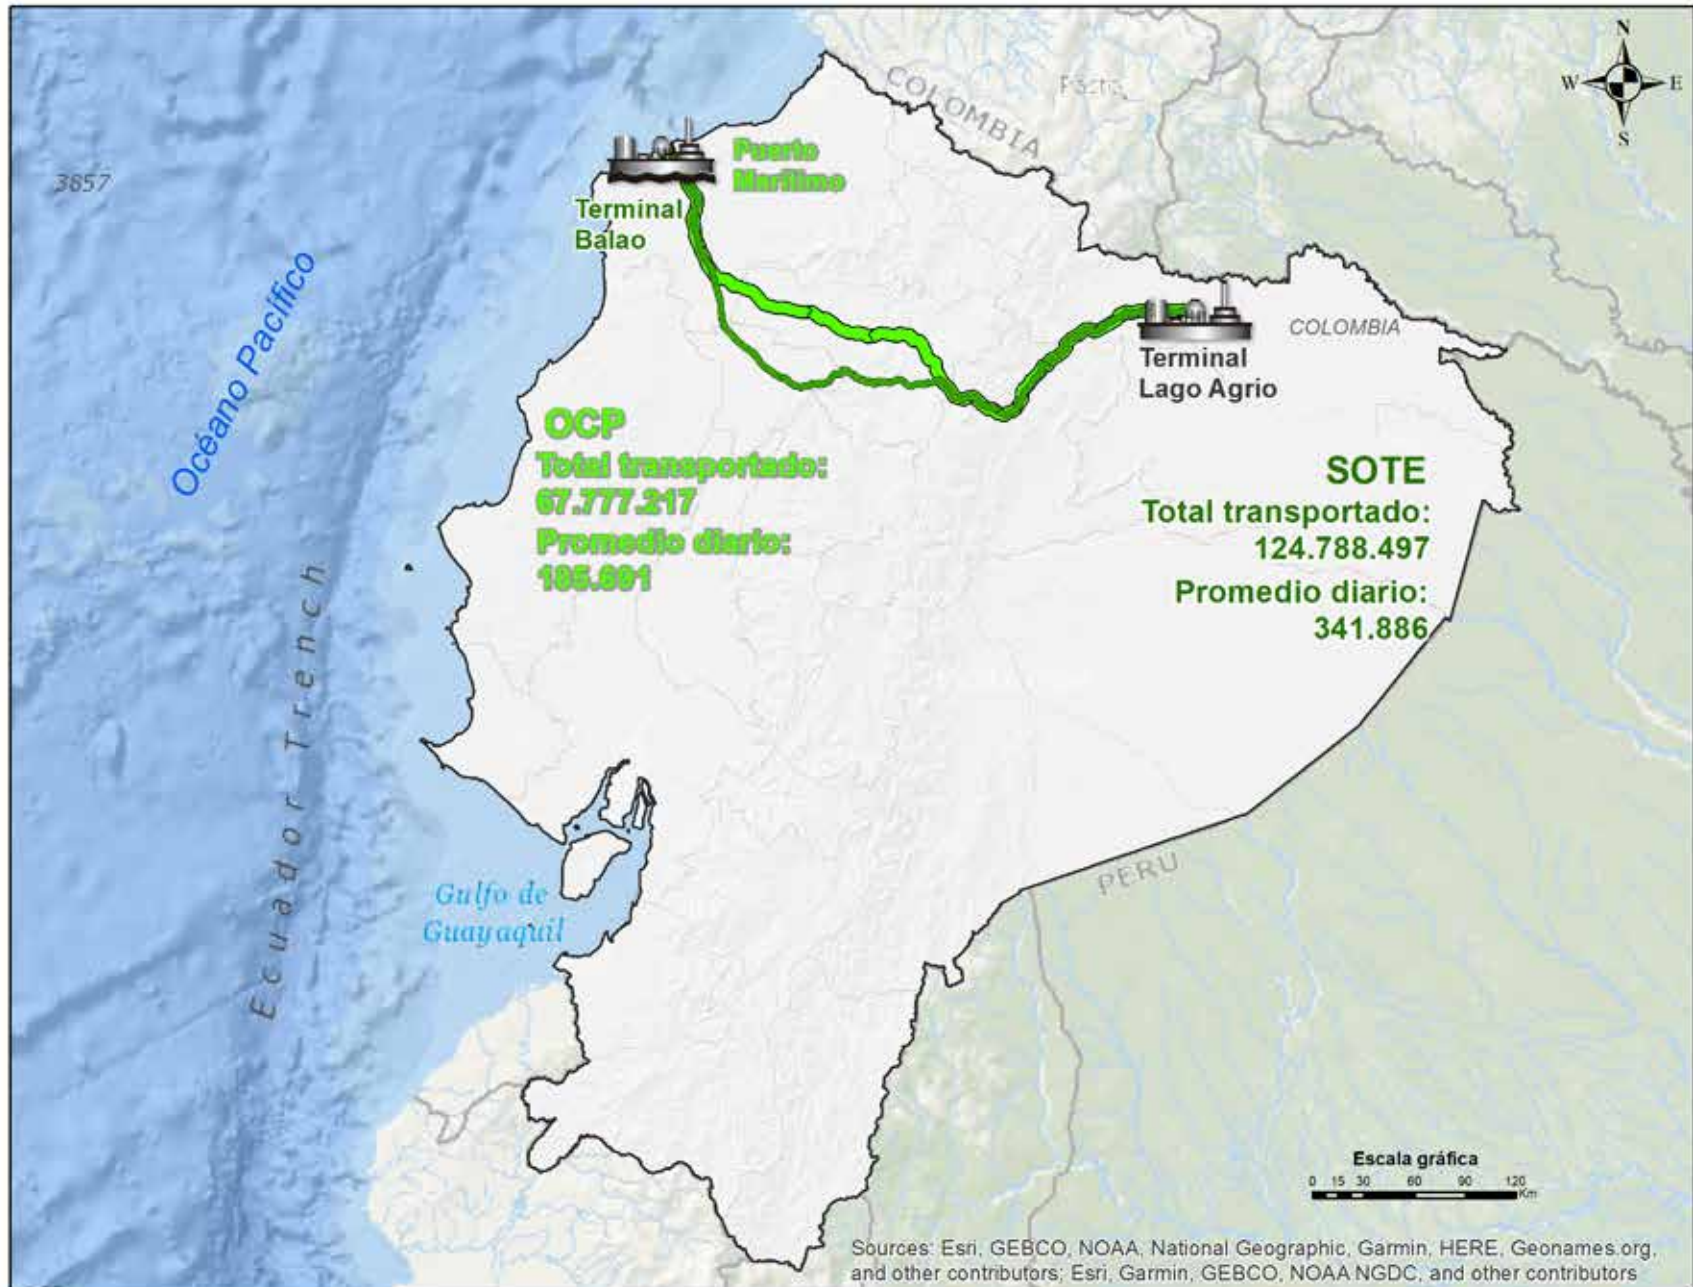 N
W E
S
COLOMBIA
3857
Puerto
Marítimo
Terminal
Balao
Océano Pacífico
COLOMBIA
Terminal
Lago Agrio
OCP
Total transportado:
67.777.217
Promedio diario:
185.691
SOTE
Total transportado:
124.788.497
Promedio diario:
341.886
Ecuador Trench
Gulfo de
Guayaquil
PERU
Escala gráfica
0 15 30 60 90 120
Km
Sources: Esri, GEBCO, NOAA, National Geographic, Garmin, HERE, Geonames.org,
and other contributors; Esri, Garmin, GEBCO, NOAA NGDC, and other contributors